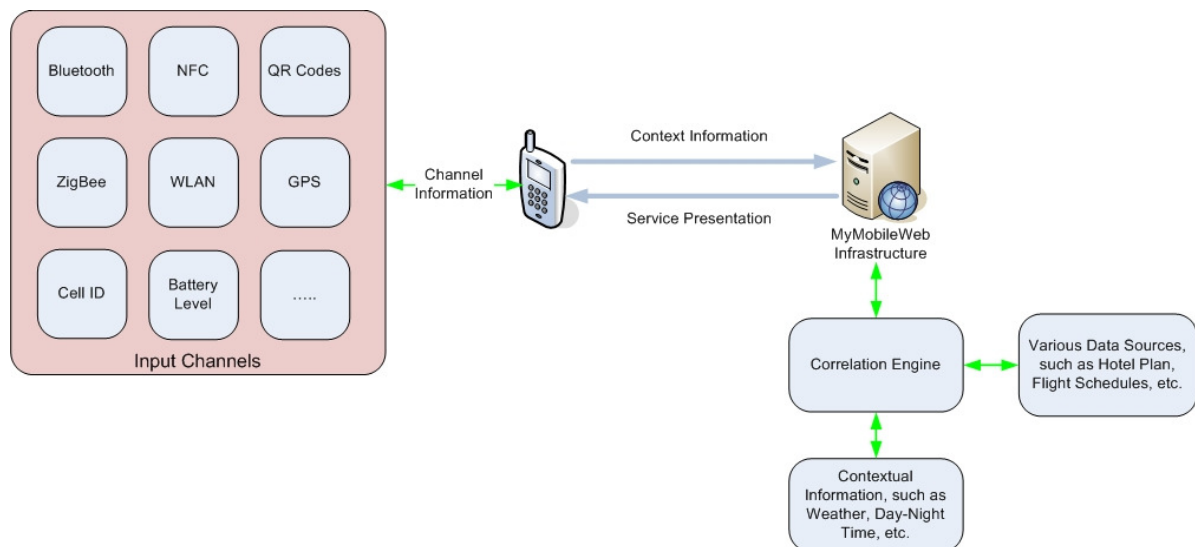 Bluetooth
NFC
QR Codes
ZigBee
WLAN
GPS
Cell ID
Battery
Level
.....
Input Channels
Channel
Information
Context Information
Service Presentation
MyMobileWeb
Infrastructure
Correlation Engine
Various Data Sources,
such as Hotel Plan,
Flight Schedules, etc.
Contextual
Information, such as
Weather, Day-Night
Time, etc.